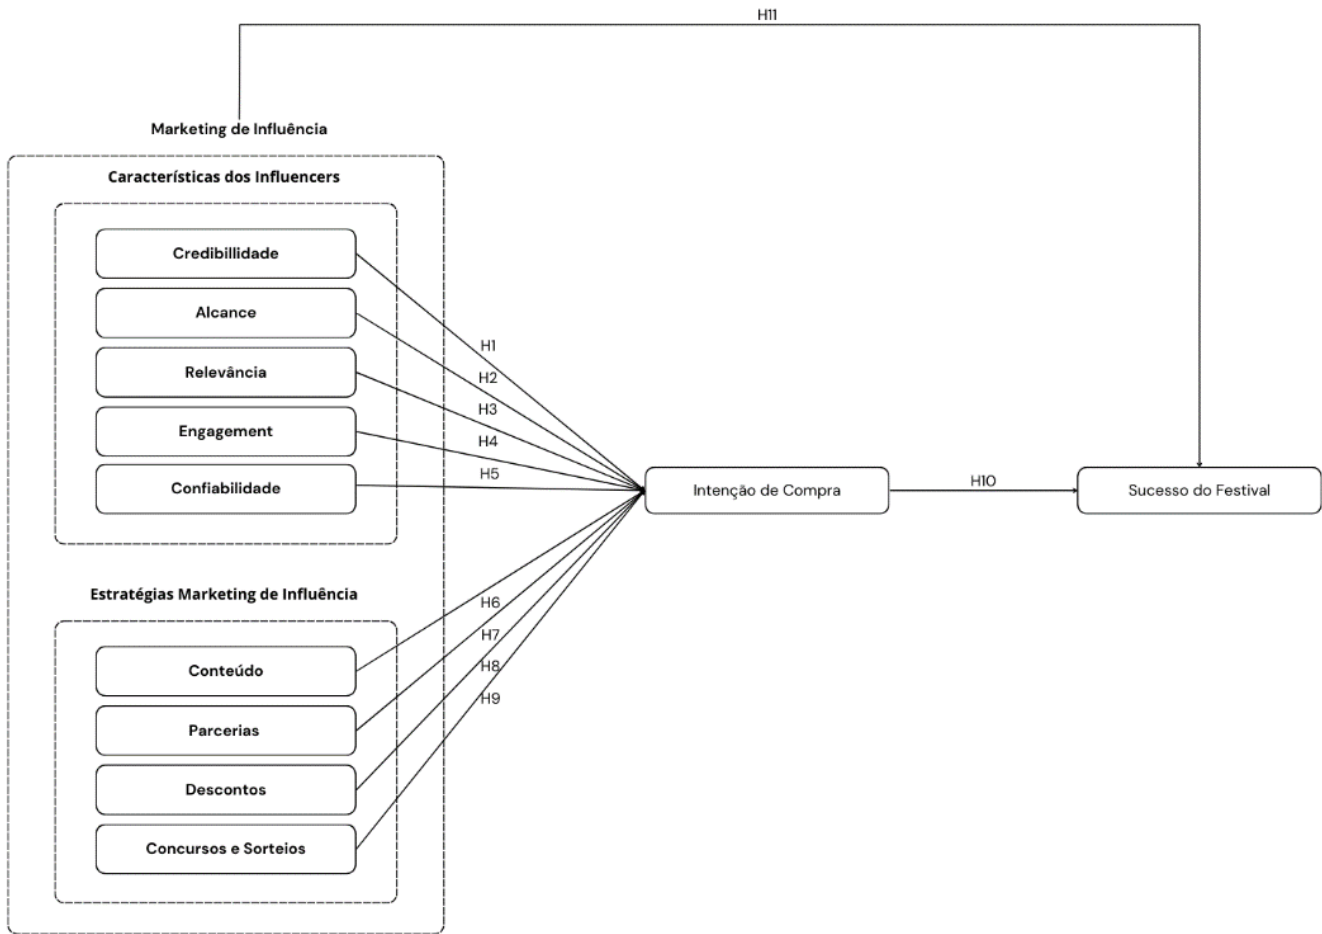 H11
Marketing de Influência
Características dos Influencers
Credibillidade
Alcance
Relevância
Engagement
Confiabilidade
H1
H2
H3
H4
H5
Intenção de Compra
H10
Sucesso do Festival
Estratégias Marketing de Influência
Conteúdo
Parcerias
Descontos
Concursos e Sorteios
H6
H7
H8
H9